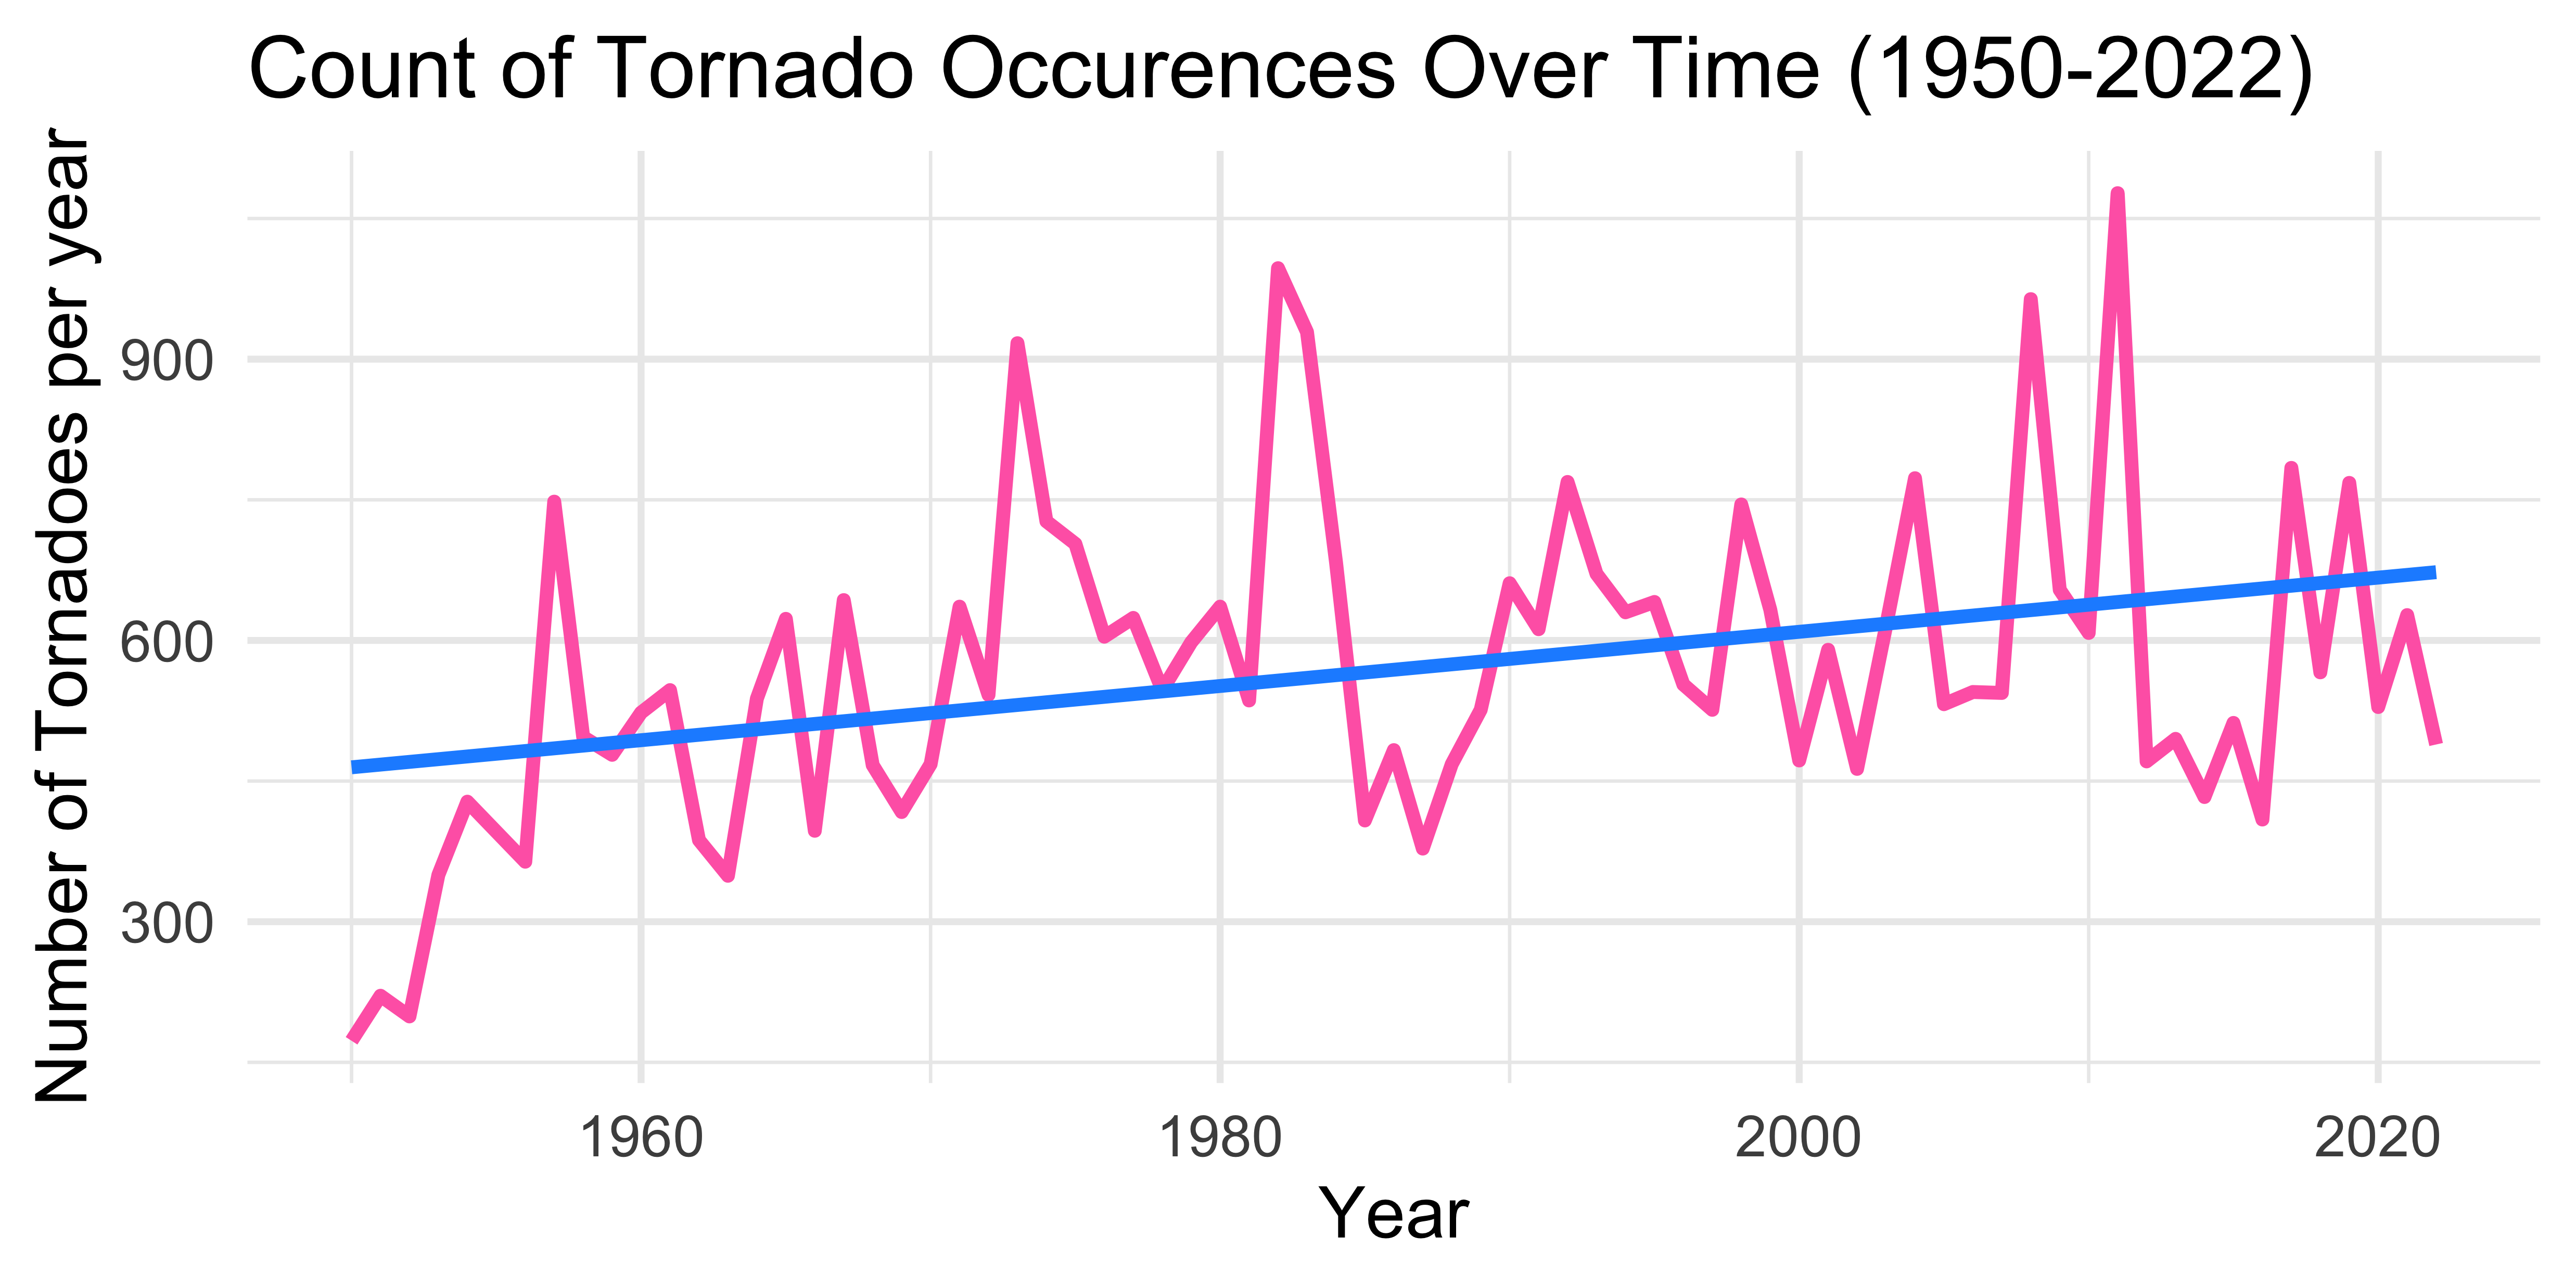 Count of Tornado Occurences Over Time (1950-2022)
Number of Tornadoes per year
900
600
300
1960
1980
2000
2020
Year